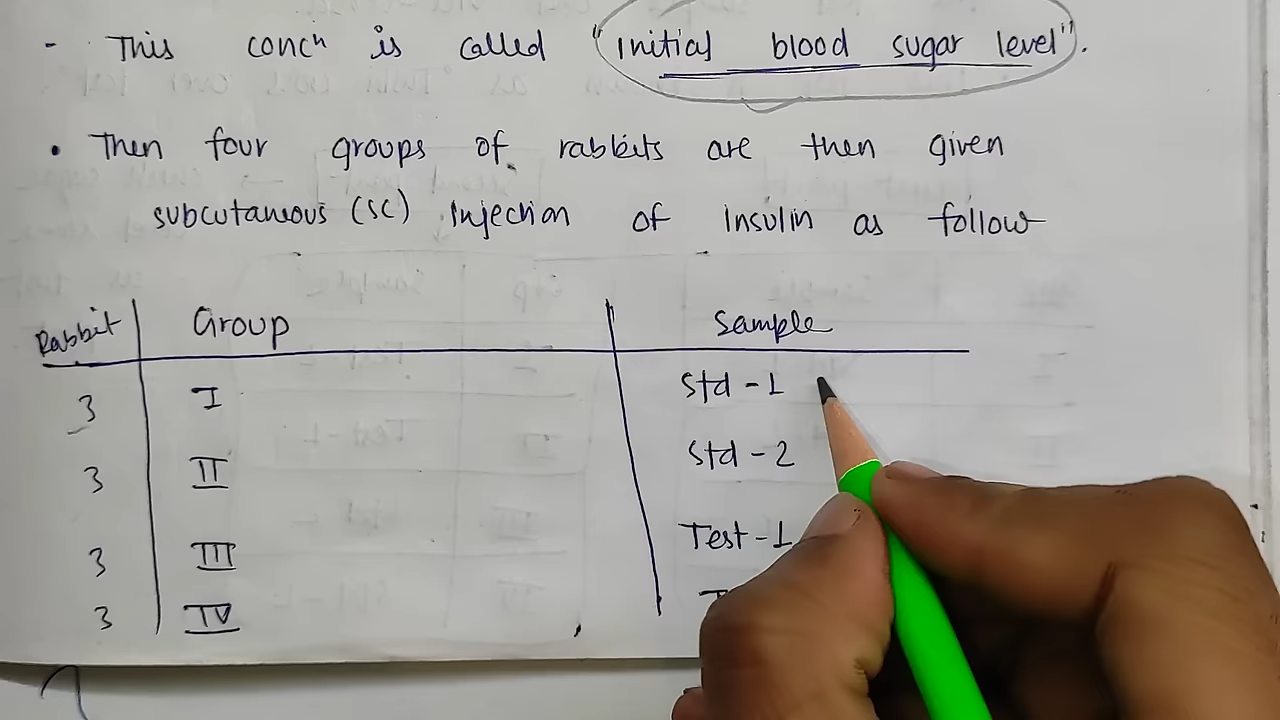 - This concⁿ is called "Initial blood sugar level".
• Then four groups of rabbits are then given
subcutaneous (SC) Injection of Insulin as follow
Rabbit Group Sample
3 I Std - 1
3 II Std - 2
3 III Test - 1
3 IV